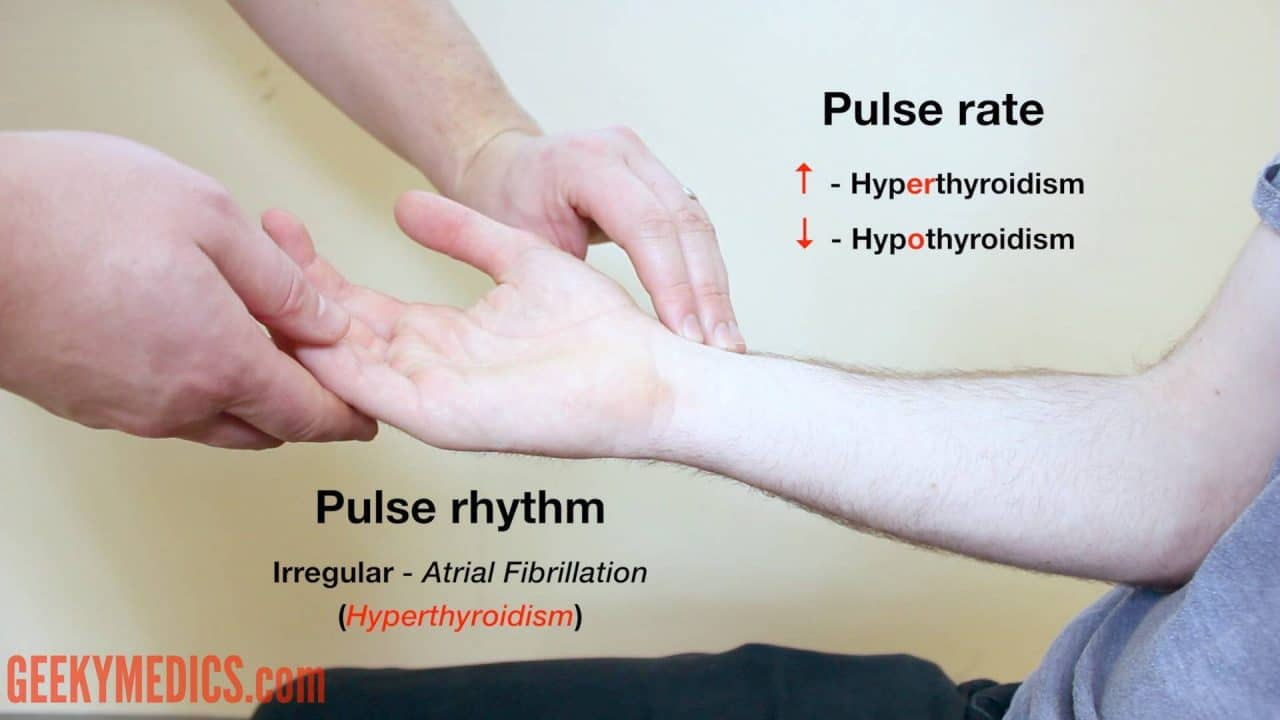 Pulse rate
↑ - Hyperthyroidism
↓ - Hypothyroidism
Pulse rhythm
Irregular - Atrial Fibrillation
(Hyperthyroidism)
GEEKYMEDICS.com